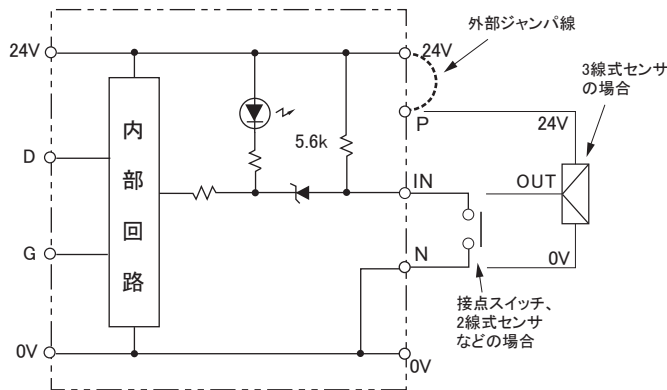 外部ジャンパ線
24V
24V
3線式センサ
の場合
P
24V
5.6k
内部回路
D
IN
OUT
G
N
0V
接点スイッチ、
2線式センサ
などの場合
0V
0V